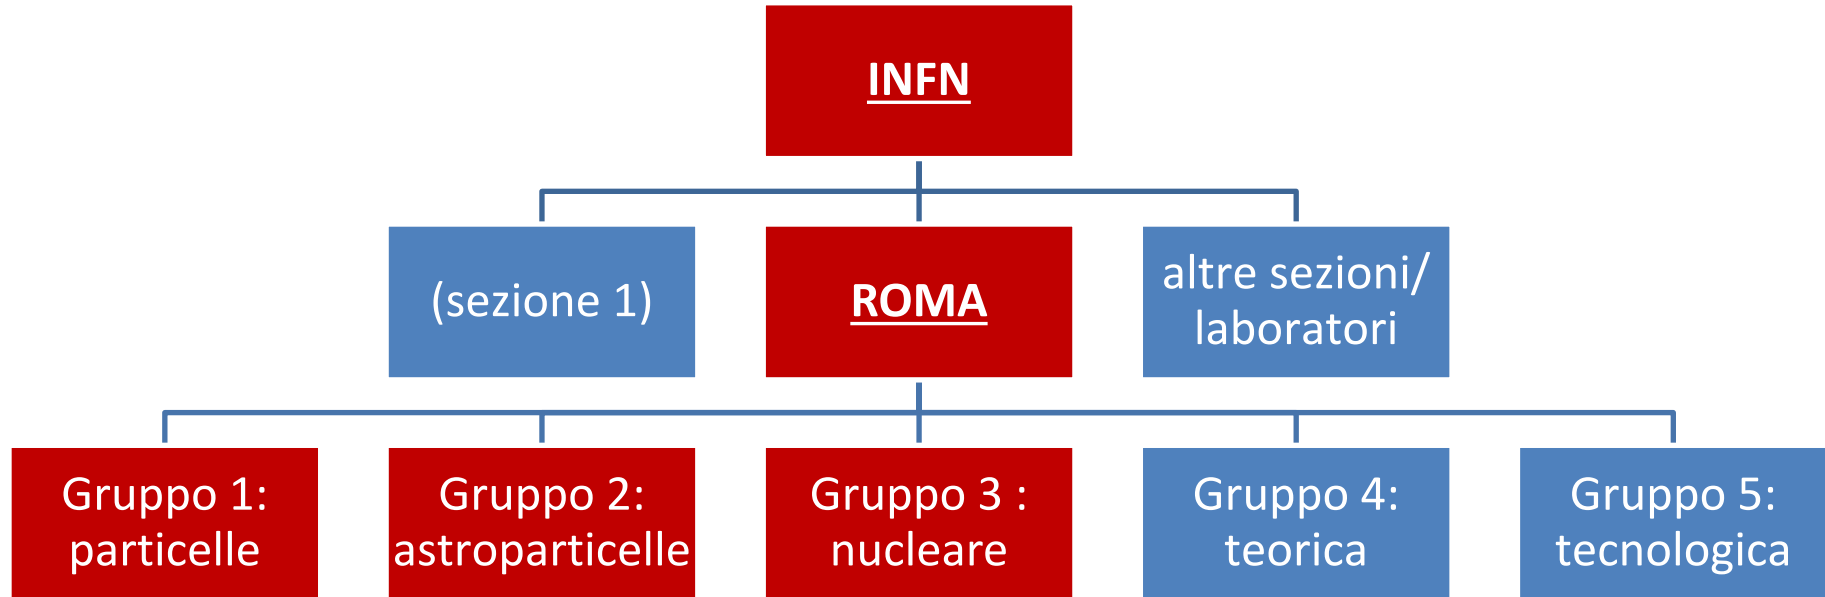 INFN
(sezione 1)
ROMA
altre sezioni/
laboratori
Gruppo 1:
particelle
Gruppo 2:
astroparticelle
Gruppo 3 :
nucleare
Gruppo 4:
teorica
Gruppo 5:
tecnologica